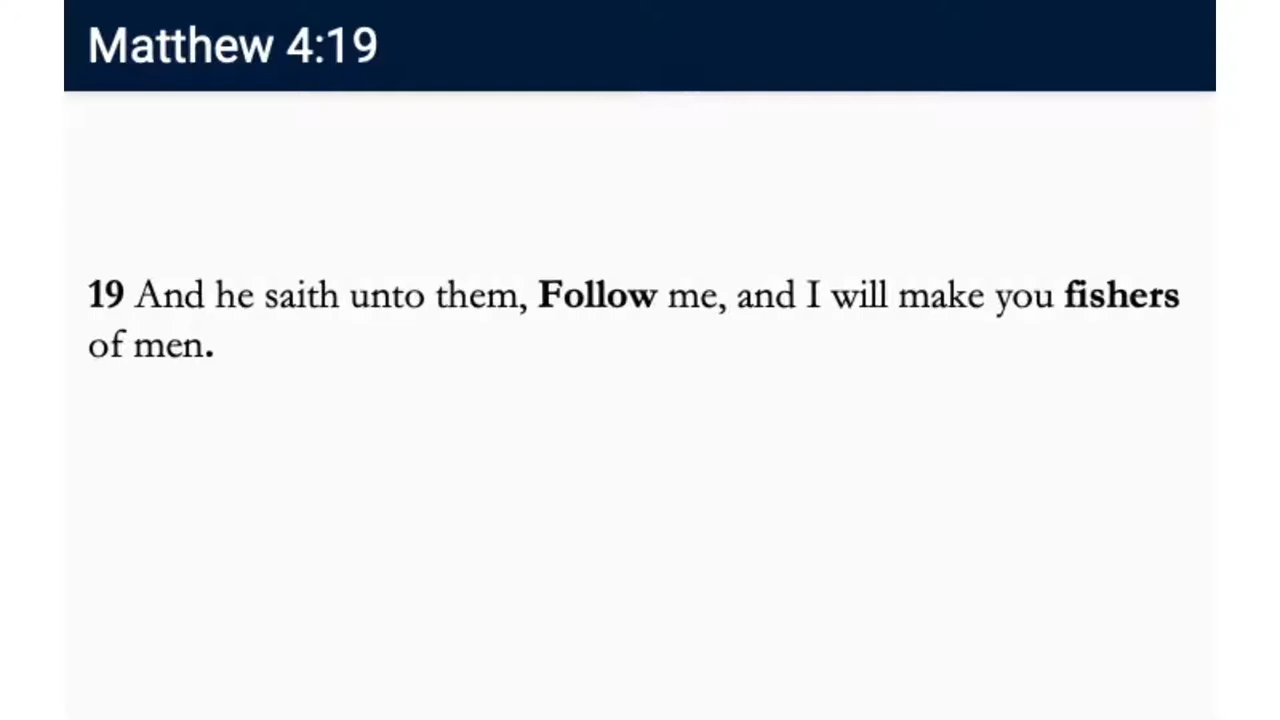 Matthew 4:19
19 And he saith unto them, Follow me, and I will make you fishers
of men.